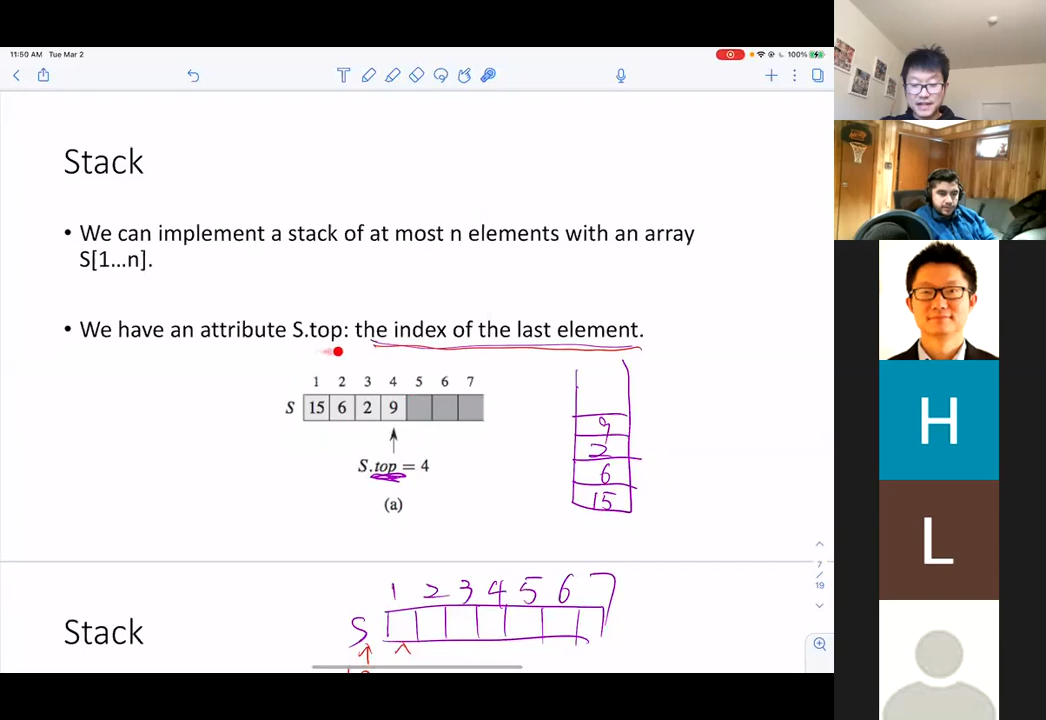 11:50 AM Tue Mar 2
100%
Stack
• We can implement a stack of at most n elements with an array
S[1...n].
• We have an attribute S.top: the index of the last element.
1 2 3 4 5 6 7
S 15 6 2 9
S.top = 4
(a)
9
2
6
15
7
/
19
1 2 3 4 5 6 7
S
Stack
H
L